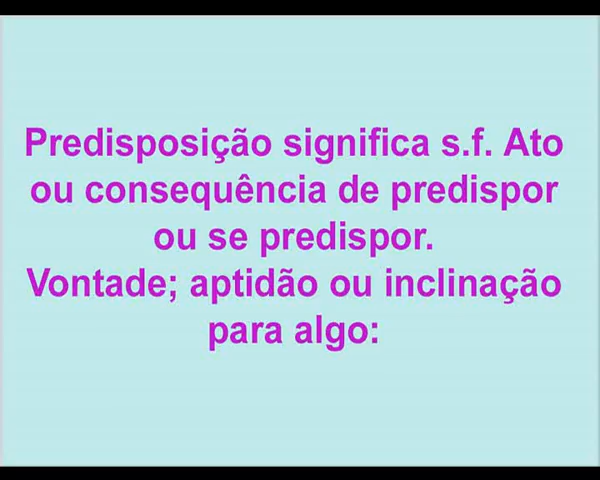 Predisposição significa s.f. Ato
ou consequência de predispor
ou se predispor.
Vontade; aptidão ou inclinação
para algo: